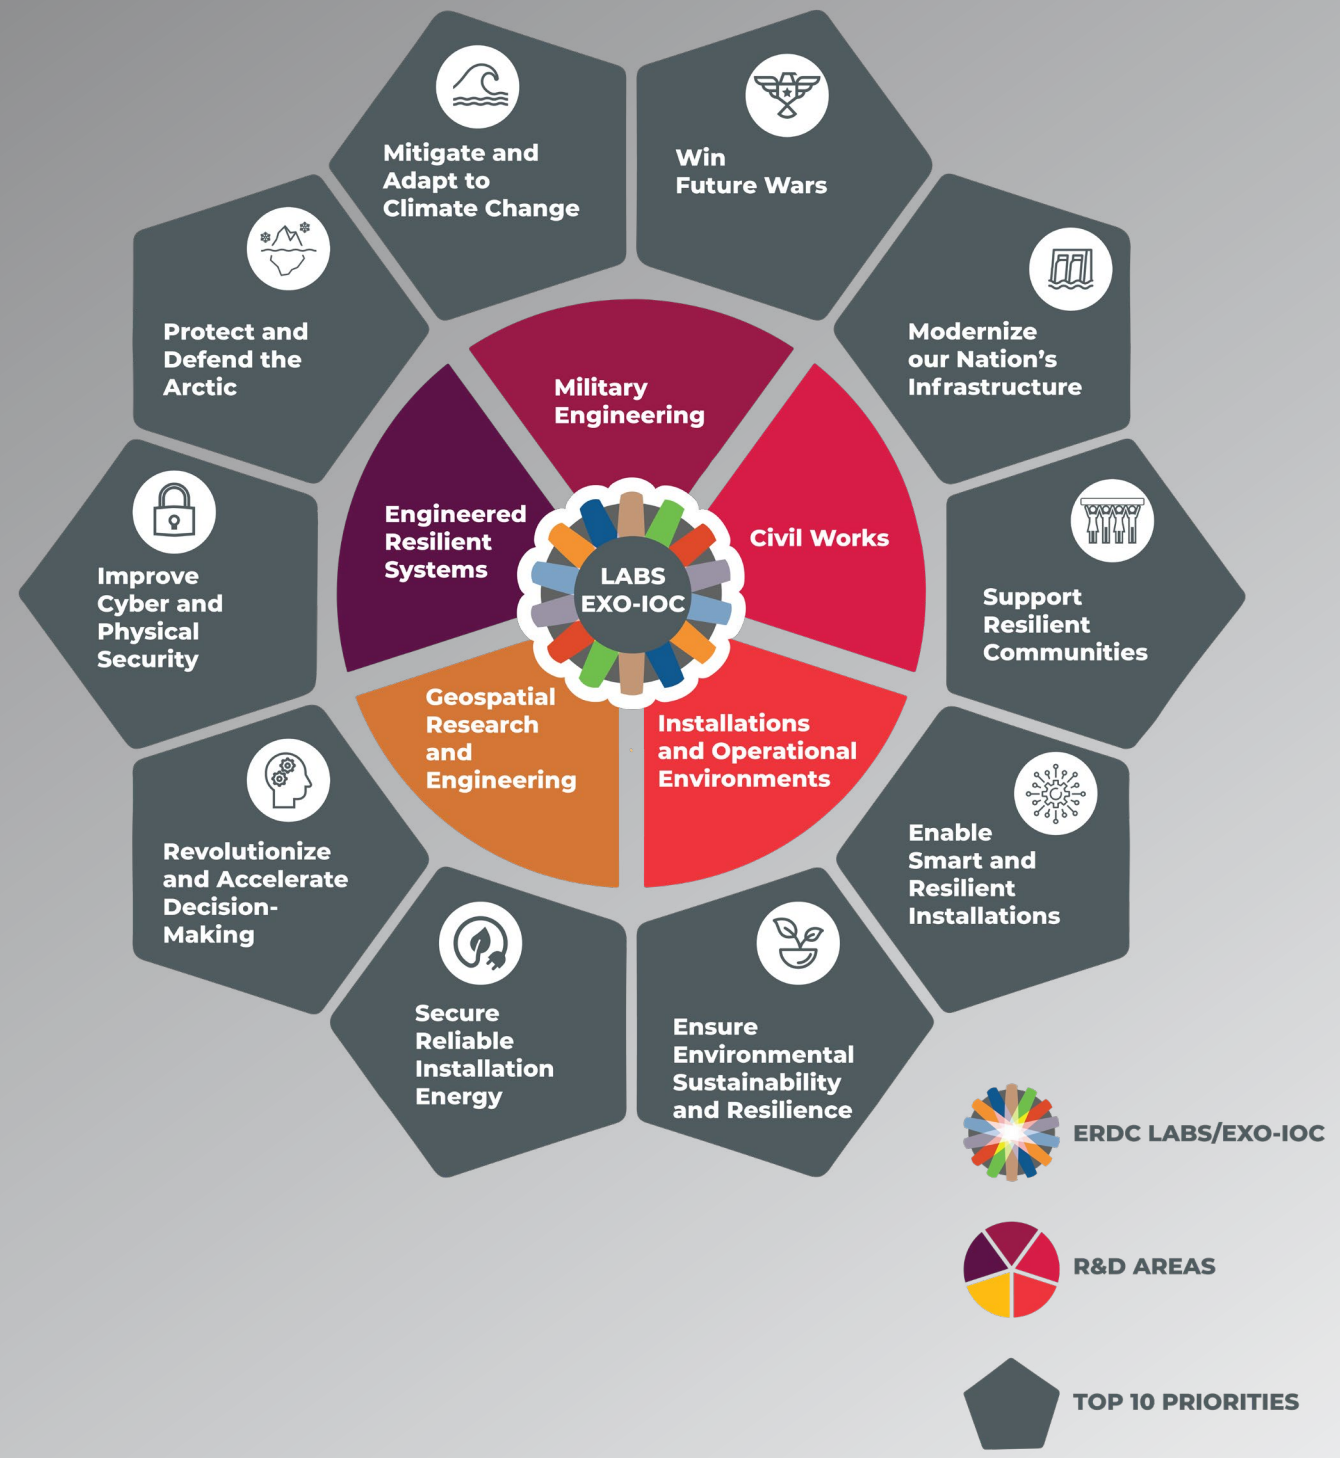 Mitigate and
Adapt to
Climate Change
Win
Future Wars
Modernize
our Nation's
Infrastructure
Support
Resilient
Communities
Enable
Smart and
Resilient
Installations
Ensure
Environmental
Sustainability
and Resilience
Secure
Reliable
Installation
Energy
Revolutionize
and Accelerate
Decision-
Making
Improve
Cyber and
Physical
Security
Protect and
Defend the
Arctic
Military
Engineering
Civil Works
Installations
and Operational
Environments
Geospatial
Research
and
Engineering
Engineered
Resilient
Systems
LABS
EXO-IOC
ERDC LABS/EXO-IOC
R&D AREAS
TOP 10 PRIORITIES